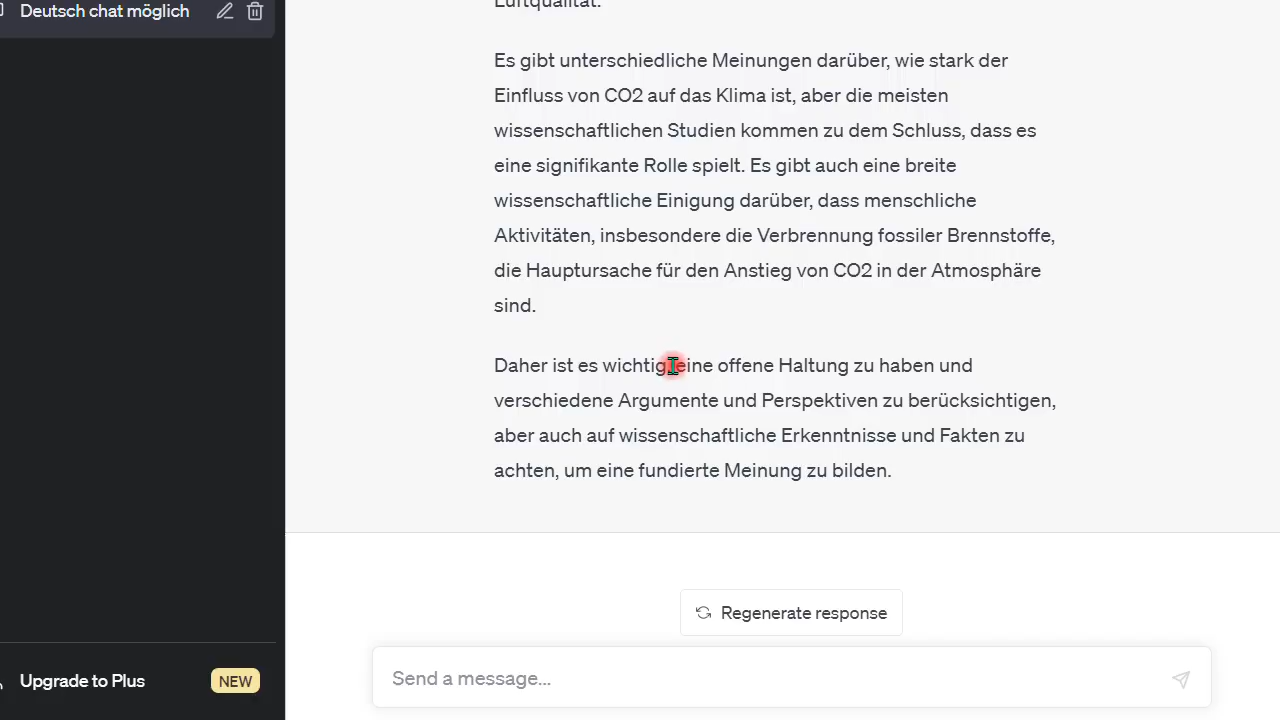 Deutsch chat möglich
Luftqualität.
Es gibt unterschiedliche Meinungen darüber, wie stark der
Einfluss von CO2 auf das Klima ist, aber die meisten
wissenschaftlichen Studien kommen zu dem Schluss, dass es
eine signifikante Rolle spielt. Es gibt auch eine breite
wissenschaftliche Einigung darüber, dass menschliche
Aktivitäten, insbesondere die Verbrennung fossiler Brennstoffe,
die Hauptursache für den Anstieg von CO2 in der Atmosphäre
sind.
Daher ist es wichtig, eine offene Haltung zu haben und
verschiedene Argumente und Perspektiven zu berücksichtigen,
aber auch auf wissenschaftliche Erkenntnisse und Fakten zu
achten, um eine fundierte Meinung zu bilden.
Regenerate response
Send a message...
Upgrade to Plus
NEW